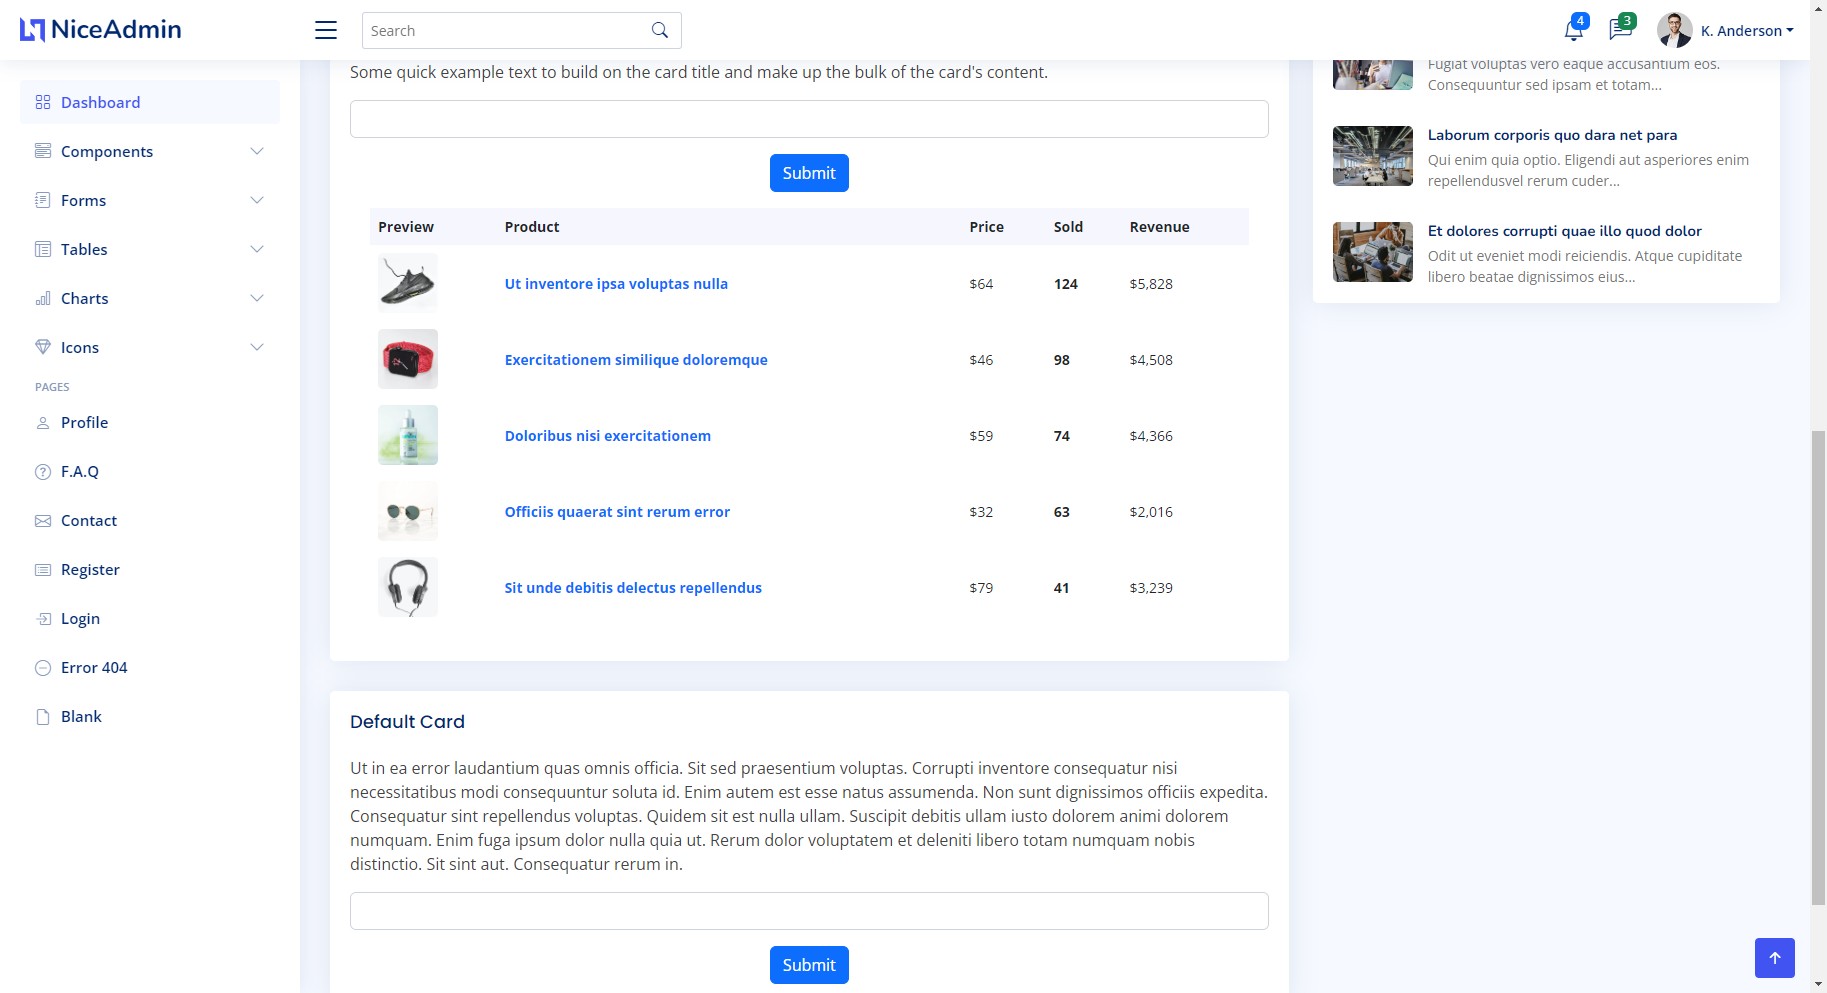 NiceAdmin
Search
4
3
K. Anderson
Dashboard
Components
Forms
Tables
Charts
Icons
PAGES
Profile
F.A.Q
Contact
Register
Login
Error 404
Blank
Some quick example text to build on the card title and make up the bulk of the card's content.
Submit
Preview Product Price Sold Revenue
Ut inventore ipsa voluptas nulla $64 124 $5,828
Exercitationem similique doloremque $46 98 $4,508
Doloribus nisi exercitationem $59 74 $4,366
Officiis quaerat sint rerum error $32 63 $2,016
Sit unde debitis delectus repellendus $79 41 $3,239
Default Card
Ut in ea error laudantium quas omnis officia. Sit sed praesentium voluptas. Corrupti inventore consequatur nisi
necessitatibus modi consequuntur soluta id. Enim autem est esse natus assumenda. Non sunt dignissimos officiis expedita.
Consequatur sint repellendus voluptas. Quidem sit est nulla ullam. Suscipit debitis ullam iusto dolorem animi dolorem
numquam. Enim fuga ipsum dolor nulla quia ut. Rerum dolor voluptatem et deleniti libero totam numquam nobis
distinctio. Sit sint aut. Consequatur rerum in.
Submit
Fugiat voluptas vero eaque accusantium eos.
Consequuntur sed ipsam et totam...
Laborum corporis quo dara net para
Qui enim quia optio. Eligendi aut asperiores enim
repellendusvel rerum cuder...
Et dolores corrupti quae illo quod dolor
Odit ut eveniet modi reiciendis. Atque cupiditate
libero beatae dignissimos eius...